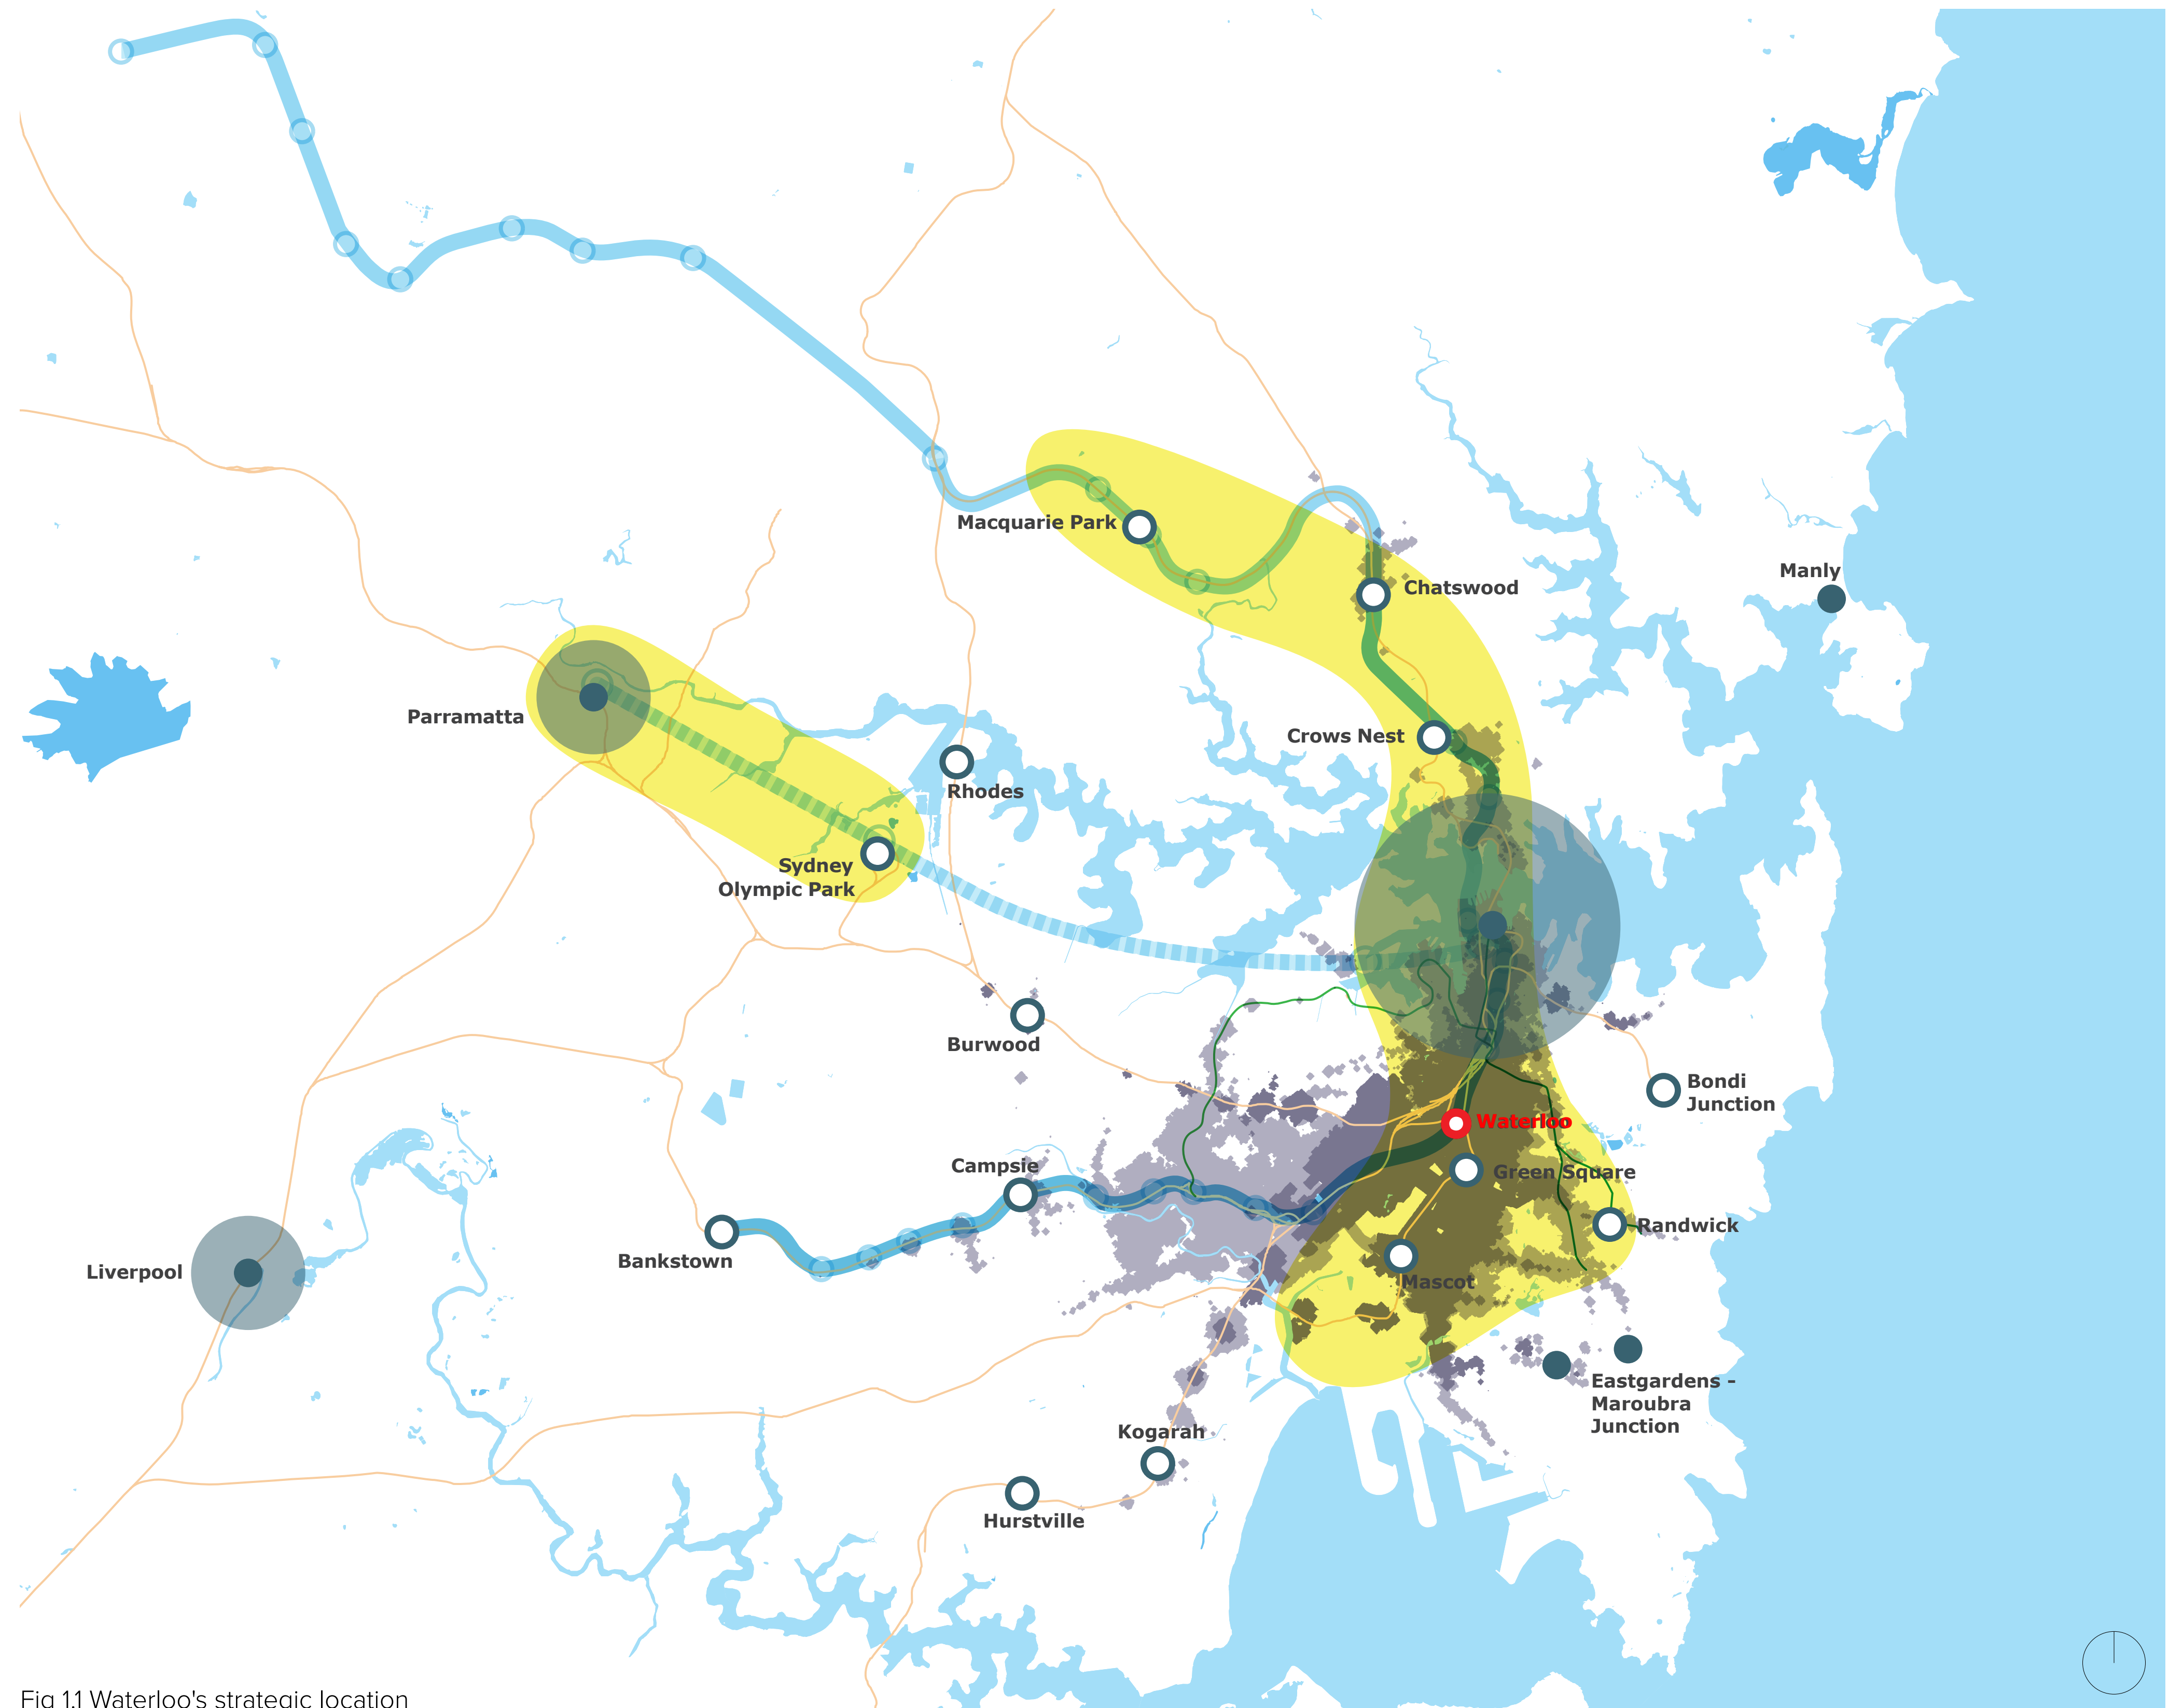 Macquarie Park
Chatswood
Manly
Parramatta
Crows Nest
Rhodes
Sydney
Olympic Park
Burwood
Bondi
Junction
Waterloo
Campsie
Green Square
Randwick
Bankstown
Liverpool
Mascot
Eastgardens -
Maroubra
Junction
Kogarah
Hurstville
Fig 1.1 Waterloo's strategic location